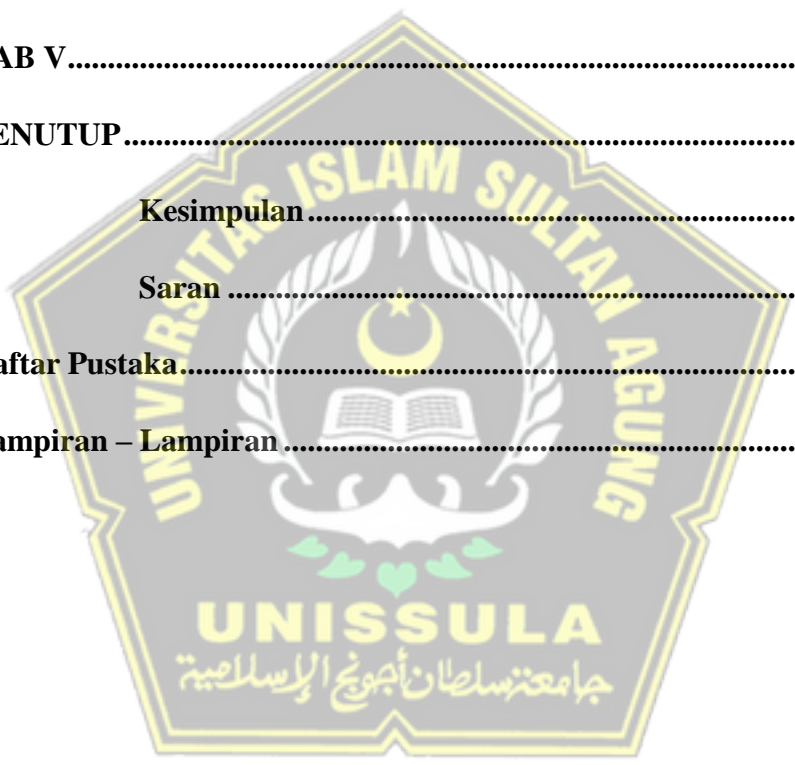 AB V................................................................................
ENUTUP................................................................................
Kesimpulan................................................................................
Saran ................................................................................
aftar Pustaka................................................................................
ampiran – Lampiran ................................................................................
UNIVERSITAS ISLAM SULTAN AGUNG
UNISSULA
جامعة سلطان أجونج الإسلامية